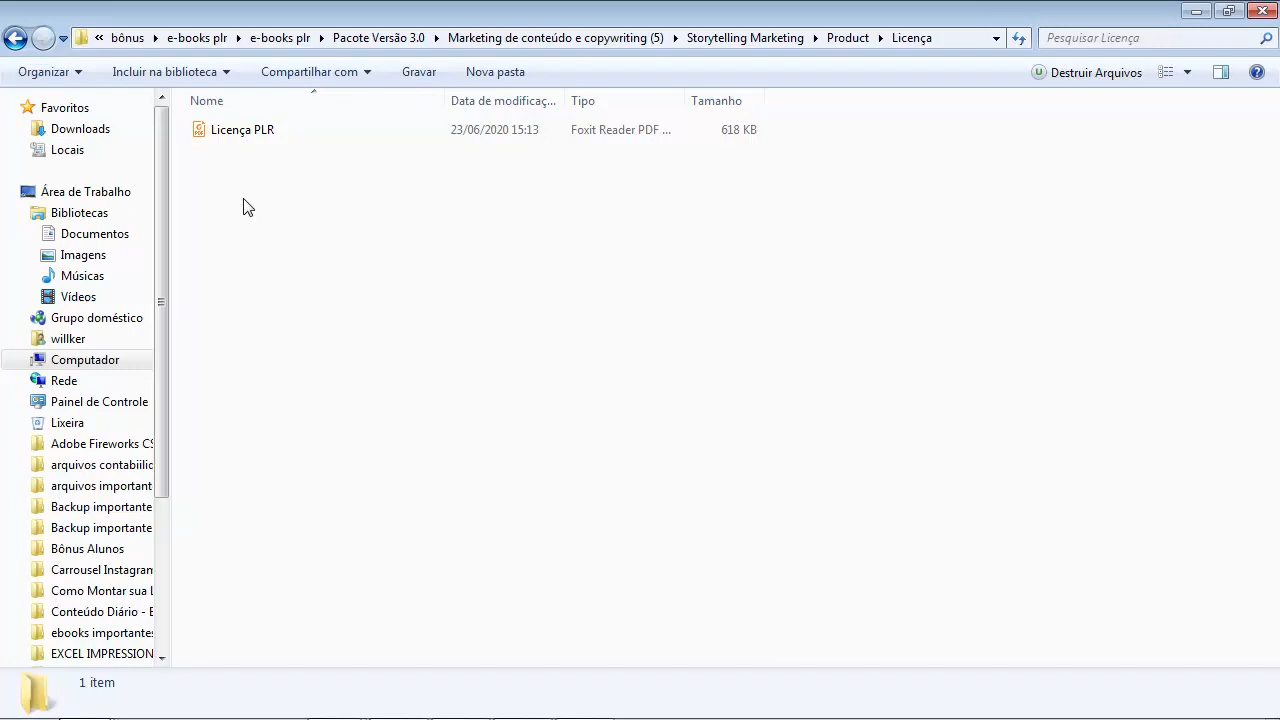 « bônus ▸ e-books plr ▸ e-books plr ▸ Pacote Versão 3.0 ▸ Marketing de conteúdo e copywriting (5) ▸ Storytelling Marketing ▸ Product ▸ Licença
Pesquisar Licença
Organizar Incluir na biblioteca Compartilhar com Gravar Nova pasta Destruir Arquivos
Nome Data de modificaç... Tipo Tamanho
Licença PLR 23/06/2020 15:13 Foxit Reader PDF ... 618 KB
Favoritos
Downloads
Locais
Área de Trabalho
Bibliotecas
Documentos
Imagens
Músicas
Vídeos
Grupo doméstico
willker
Computador
Rede
Painel de Controle
Lixeira
Adobe Fireworks CS
arquivos contabiilic
arquivos important
Backup importante
Backup importante
Bônus Alunos
Carrousel Instagram
Como Montar sua L
Conteúdo Diário - E
ebooks importantes
EXCEL IMPRESSION
1 item